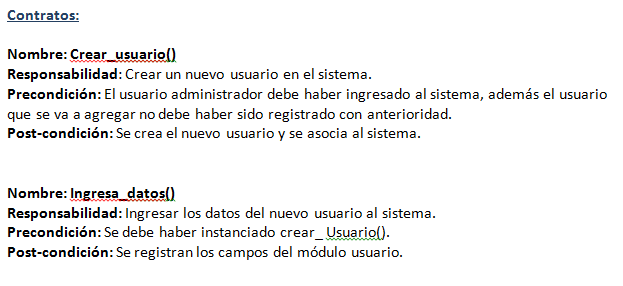 Contratos:
Nombre: Crear_usuario()
Responsabilidad: Crear un nuevo usuario en el sistema.
Precondición: El usuario administrador debe haber ingresado al sistema, además el usuario
que se va a agregar no debe haber sido registrado con anterioridad.
Post-condición: Se crea el nuevo usuario y se asocia al sistema.
Nombre: Ingresa_datos()
Responsabilidad: Ingresar los datos del nuevo usuario al sistema.
Precondición: Se debe haber instanciado crear_ Usuario().
Post-condición: Se registran los campos del módulo usuario.